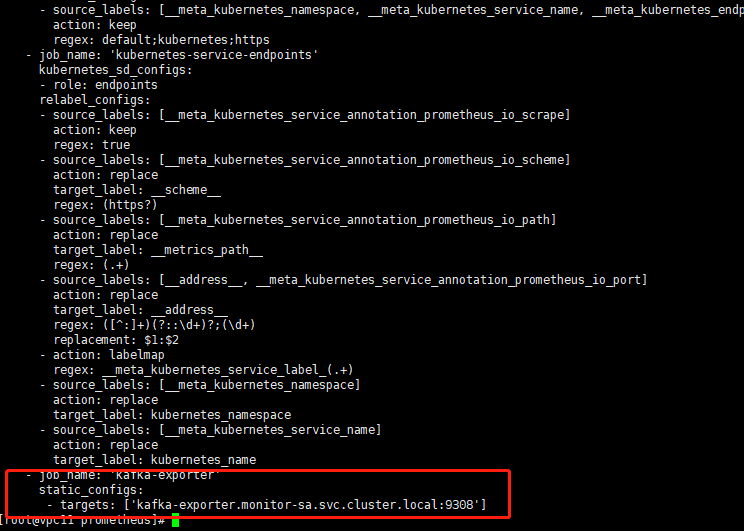 - source_labels: [__meta_kubernetes_namespace, __meta_kubernetes_service_name, __meta_kubernetes_endp
action: keep
regex: default;kubernetes;https
- job_name: 'kubernetes-service-endpoints'
kubernetes_sd_configs:
- role: endpoints
relabel_configs:
- source_labels: [__meta_kubernetes_service_annotation_prometheus_io_scrape]
action: keep
regex: true
- source_labels: [__meta_kubernetes_service_annotation_prometheus_io_scheme]
action: replace
target_label: __scheme__
regex: (https?)
- source_labels: [__meta_kubernetes_service_annotation_prometheus_io_path]
action: replace
target_label: __metrics_path__
regex: (.+)
- source_labels: [__address__, __meta_kubernetes_service_annotation_prometheus_io_port]
action: replace
target_label: __address__
regex: ([^:]+)(?::\d+)?;(\d+)
replacement: $1:$2
- action: labelmap
regex: __meta_kubernetes_service_label_(.+)
- source_labels: [__meta_kubernetes_namespace]
action: replace
target_label: kubernetes_namespace
- source_labels: [__meta_kubernetes_service_name]
action: replace
target_label: kubernetes_name
- job_name: 'kafka-exporter'
static_configs:
- targets: ['kafka-exporter.monitor-sa.svc.cluster.local:9308']
[root@vpc11 prometheus]#